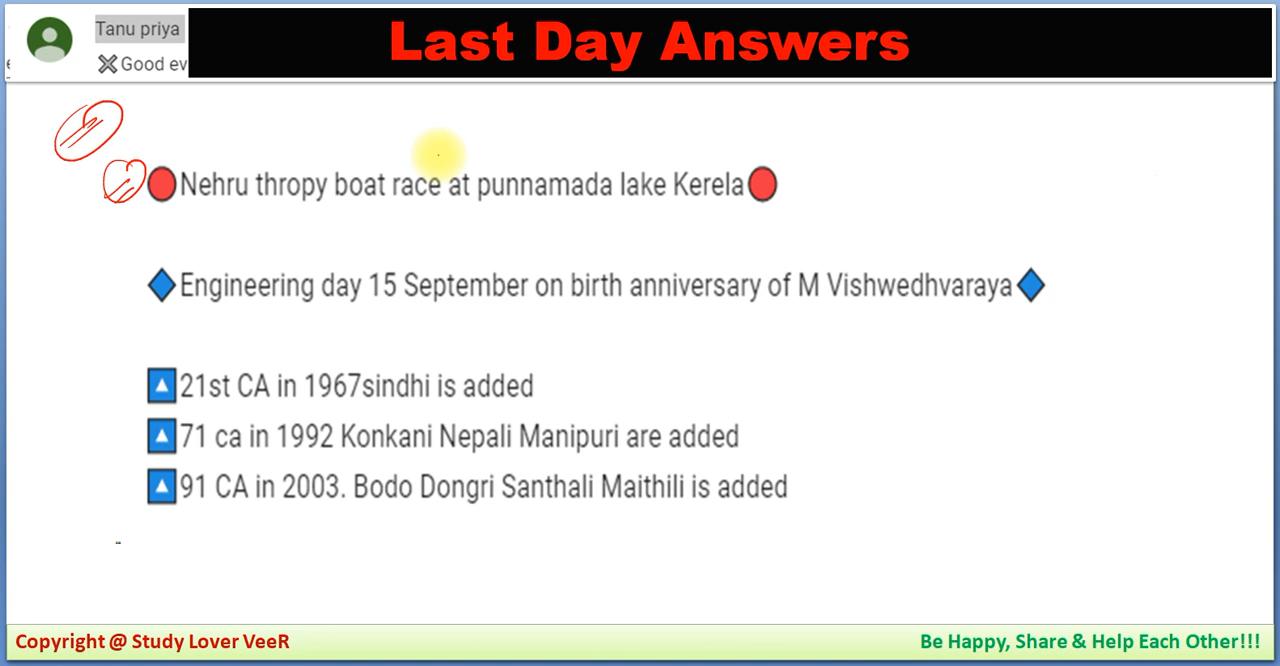 Tanu priya
Last Day Answers
Good ev
Nehru thropy boat race at punnamada lake Kerela
Engineering day 15 September on birth anniversary of M Vishwedhvaraya
21st CA in 1967sindhi is added
71 ca in 1992 Konkani Nepali Manipuri are added
91 CA in 2003. Bodo Dongri Santhali Maithili is added
Copyright @ Study Lover VeeR
Be Happy, Share & Help Each Other!!!